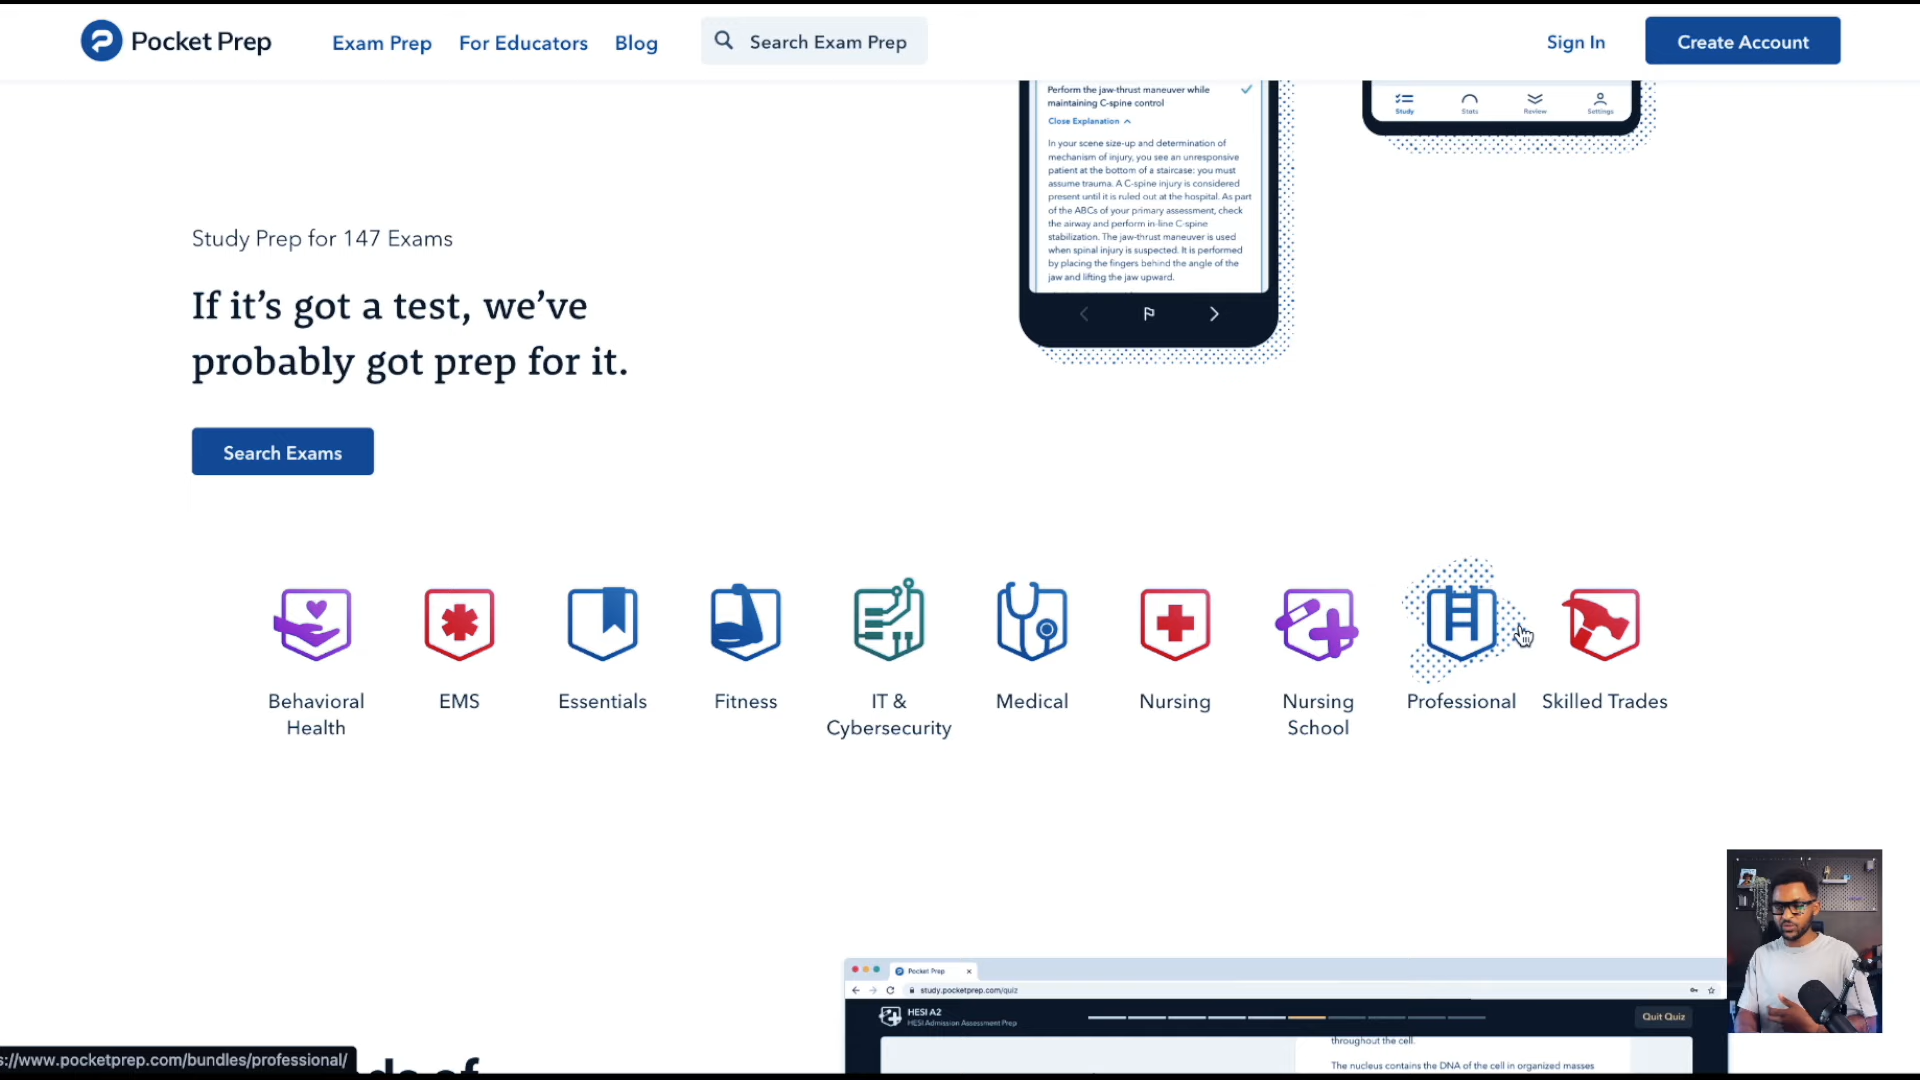 Pocket Prep
Exam Prep
For Educators
Blog
Search Exam Prep
Sign In
Create Account
Perform the jaw-thrust maneuver while
maintaining C-spine control
Close Explanation
In your scene size-up and determination of
mechanism of injury, you see an unresponsive
patient at the bottom of a staircase: you must
assume trauma. A C-spine injury is considered
present until it is ruled out at the hospital. As part
of the ABCs of your primary assessment, check
the airway and perform in-line C-spine
stabilization. The jaw-thrust maneuver is used
when spinal injury is suspected. It is performed
by placing the fingers behind the angle of the
jaw and lifting the jaw upward.
Study
Stats
Review
Settings
Study Prep for 147 Exams
If it's got a test, we've
probably got prep for it.
Search Exams
Behavioral
Health
EMS
Essentials
Fitness
IT &
Cybersecurity
Medical
Nursing
Nursing
School
Professional
Skilled Trades
Pocket Prep
study.pocketprep.com/quiz
HESI A2
HESI Admission Assessment Prep
Quit Quiz
throughout the cell.
The nucleus contains the DNA of the cell in organized masses
s://www.pocketprep.com/bundles/professional/